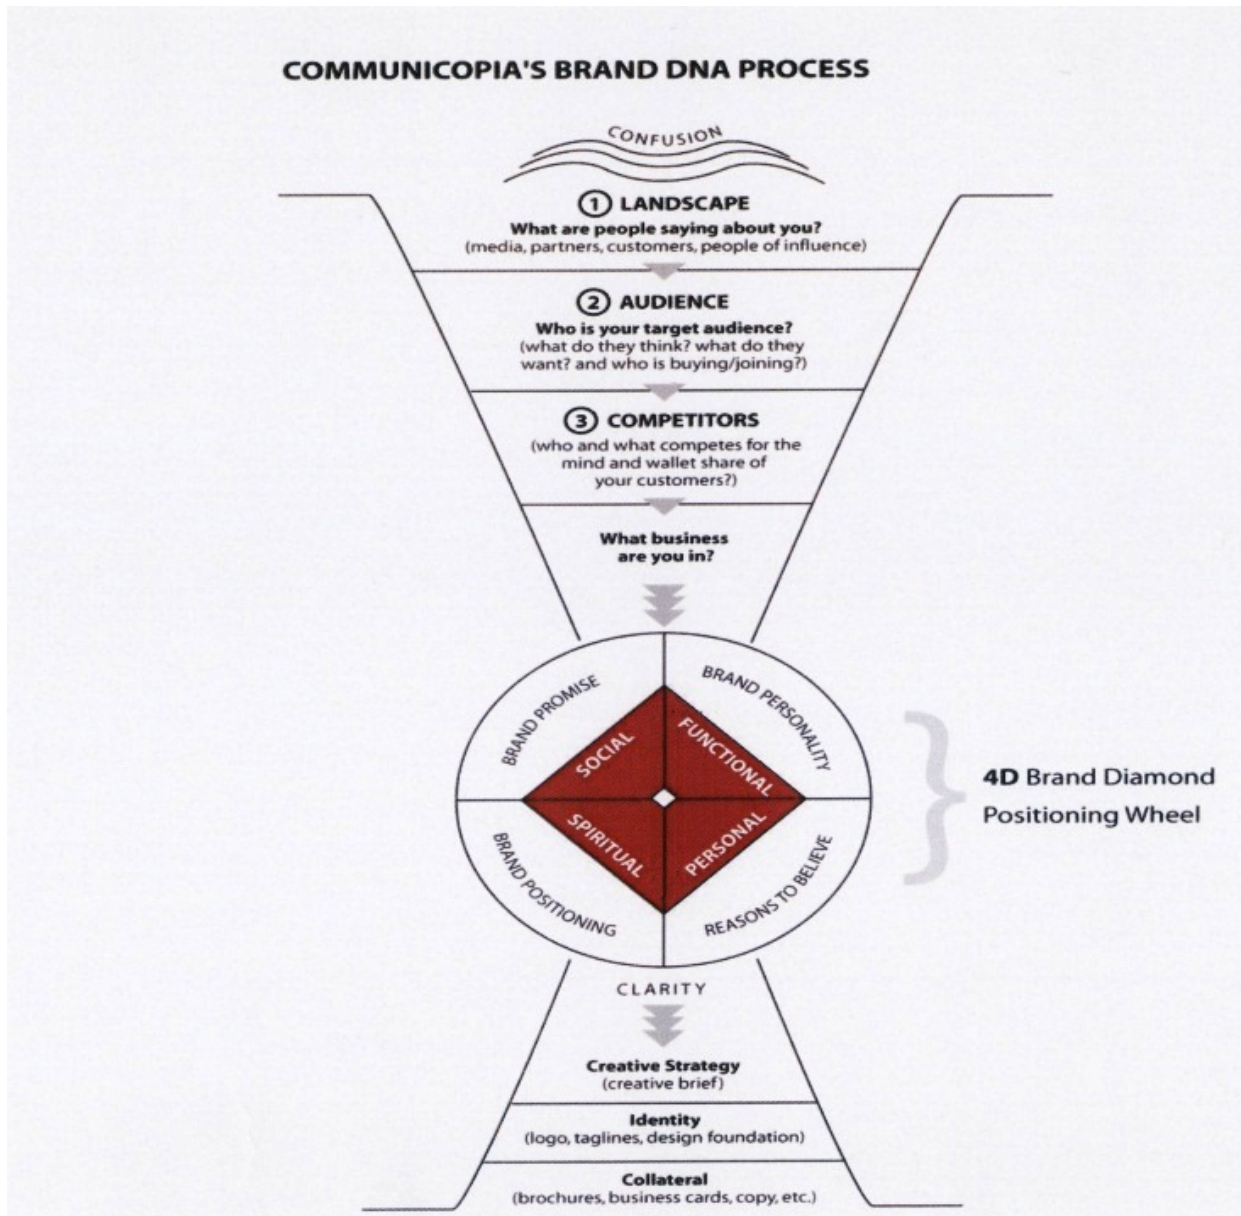 COMMUNICOPIA'S BRAND DNA PROCESS
CONFUSION
1 LANDSCAPE
What are people saying about you?
(media, partners, customers, people of influence)
2 AUDIENCE
Who is your target audience?
(what do they think? what do they
want? and who is buying/joining?)
3 COMPETITORS
(who and what competes for the
mind and wallet share of
your customers?)
What business
are you in?
BRAND PROMISE
BRAND PERSONALITY
SOCIAL
FUNCTIONAL
SPIRITUAL
PERSONAL
BRAND POSITIONING
REASONS TO BELIEVE
4D Brand Diamond
Positioning Wheel
CLARITY
Creative Strategy
(creative brief)
Identity
(logo, taglines, design foundation)
Collateral
(brochures, business cards, copy, etc.)